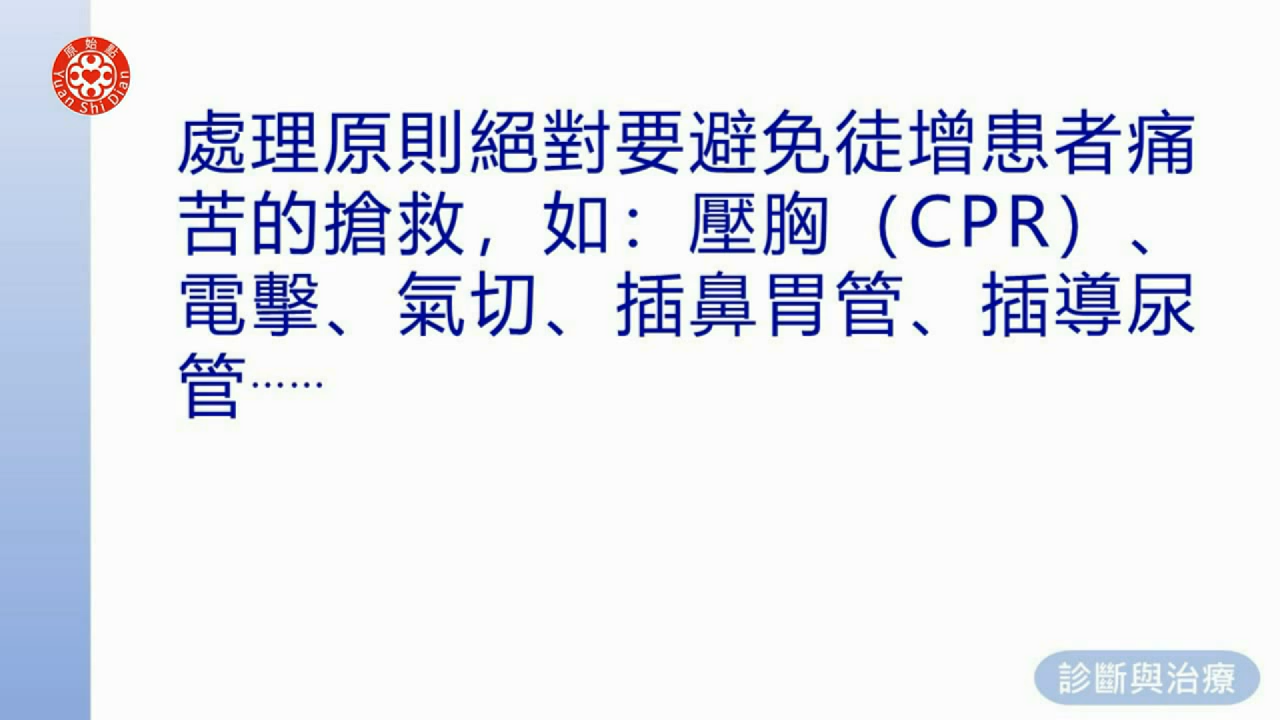 原始點
Yuan Shi Dian
處理原則絕對要避免徒增患者痛
苦的搶救，如：壓胸（CPR）、
電擊、氣切、插鼻胃管、插導尿
管……
診斷與治療